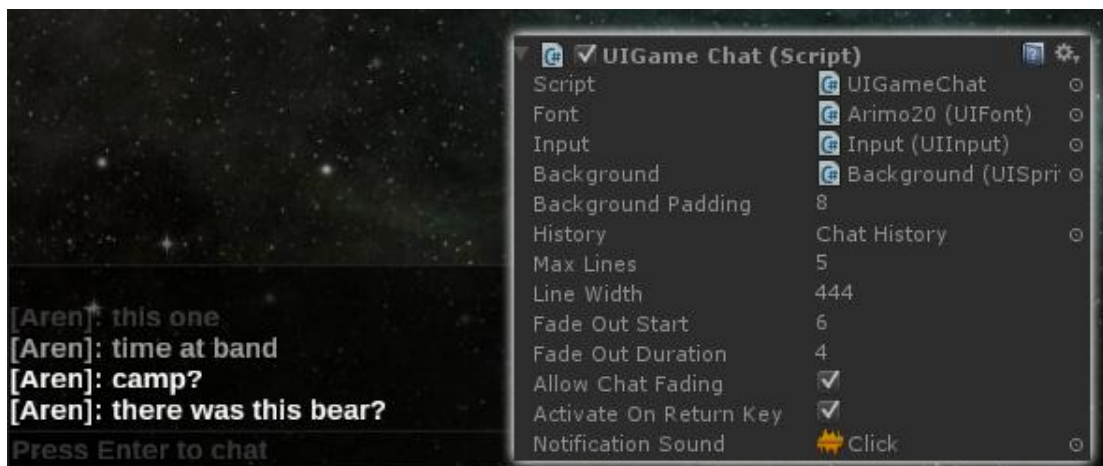 [Aren]: this one
[Aren]: time at band
[Aren]: camp?
[Aren]: there was this bear?
Press Enter to chat
UIGame Chat (Script)
Script UIGameChat
Font Arimo20 (UIFont)
Input Input (UIInput)
Background Background (UISpri
Background Padding 8
History Chat History
Max Lines 5
Line Width 444
Fade Out Start 6
Fade Out Duration 4
Allow Chat Fading
Activate On Return Key
Notification Sound Click